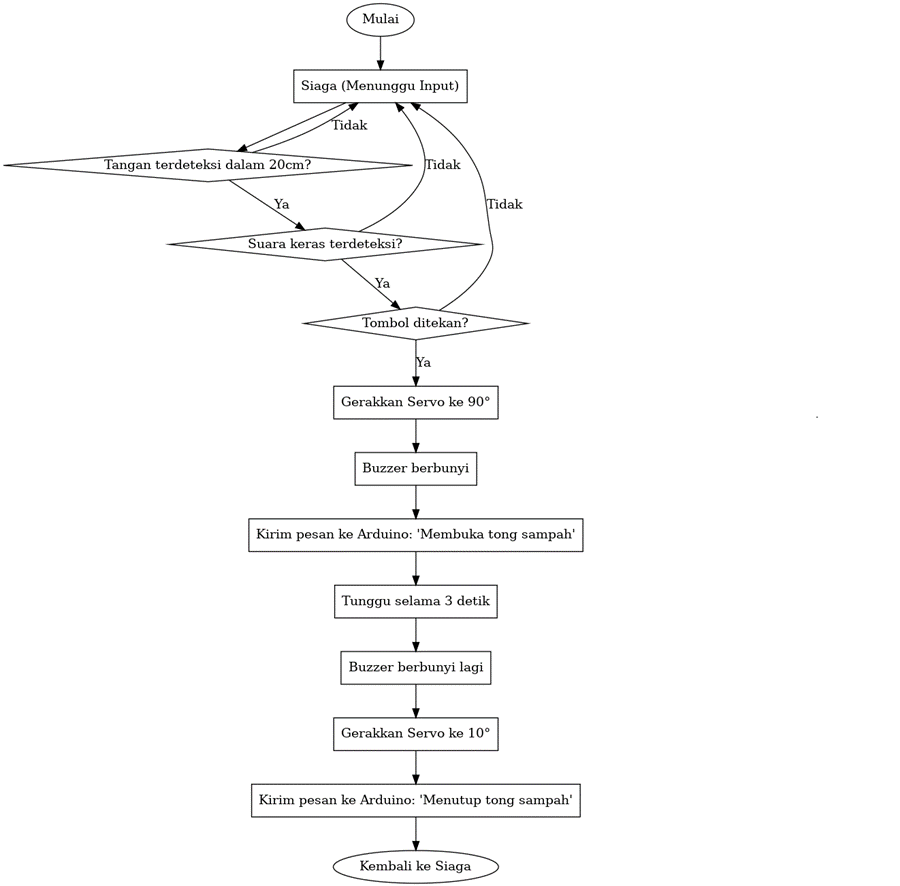 Mulai
Siaga (Menunggu Input)
Tidak
Tangan terdeteksi dalam 20cm?
Tidak
Ya
Tidak
Suara keras terdeteksi?
Ya
Tombol ditekan?
Ya
Gerakkan Servo ke 90°
Buzzer berbunyi
Kirim pesan ke Arduino: 'Membuka tong sampah'
Tunggu selama 3 detik
Buzzer berbunyi lagi
Gerakkan Servo ke 10°
Kirim pesan ke Arduino: 'Menutup tong sampah'
Kembali ke Siaga